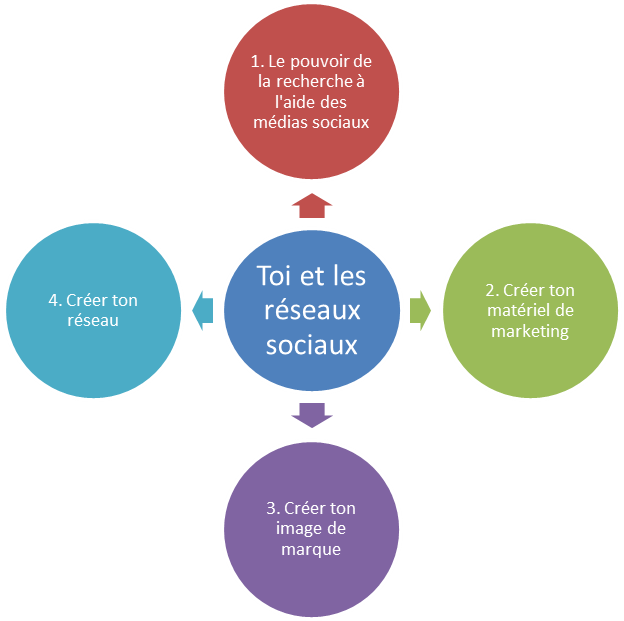 1. Le pouvoir de
la recherche à
l'aide des
médias sociaux
Toi et les
réseaux
sociaux
2. Créer ton
matériel de
marketing
3. Créer ton
image de
marque
4. Créer ton
réseau